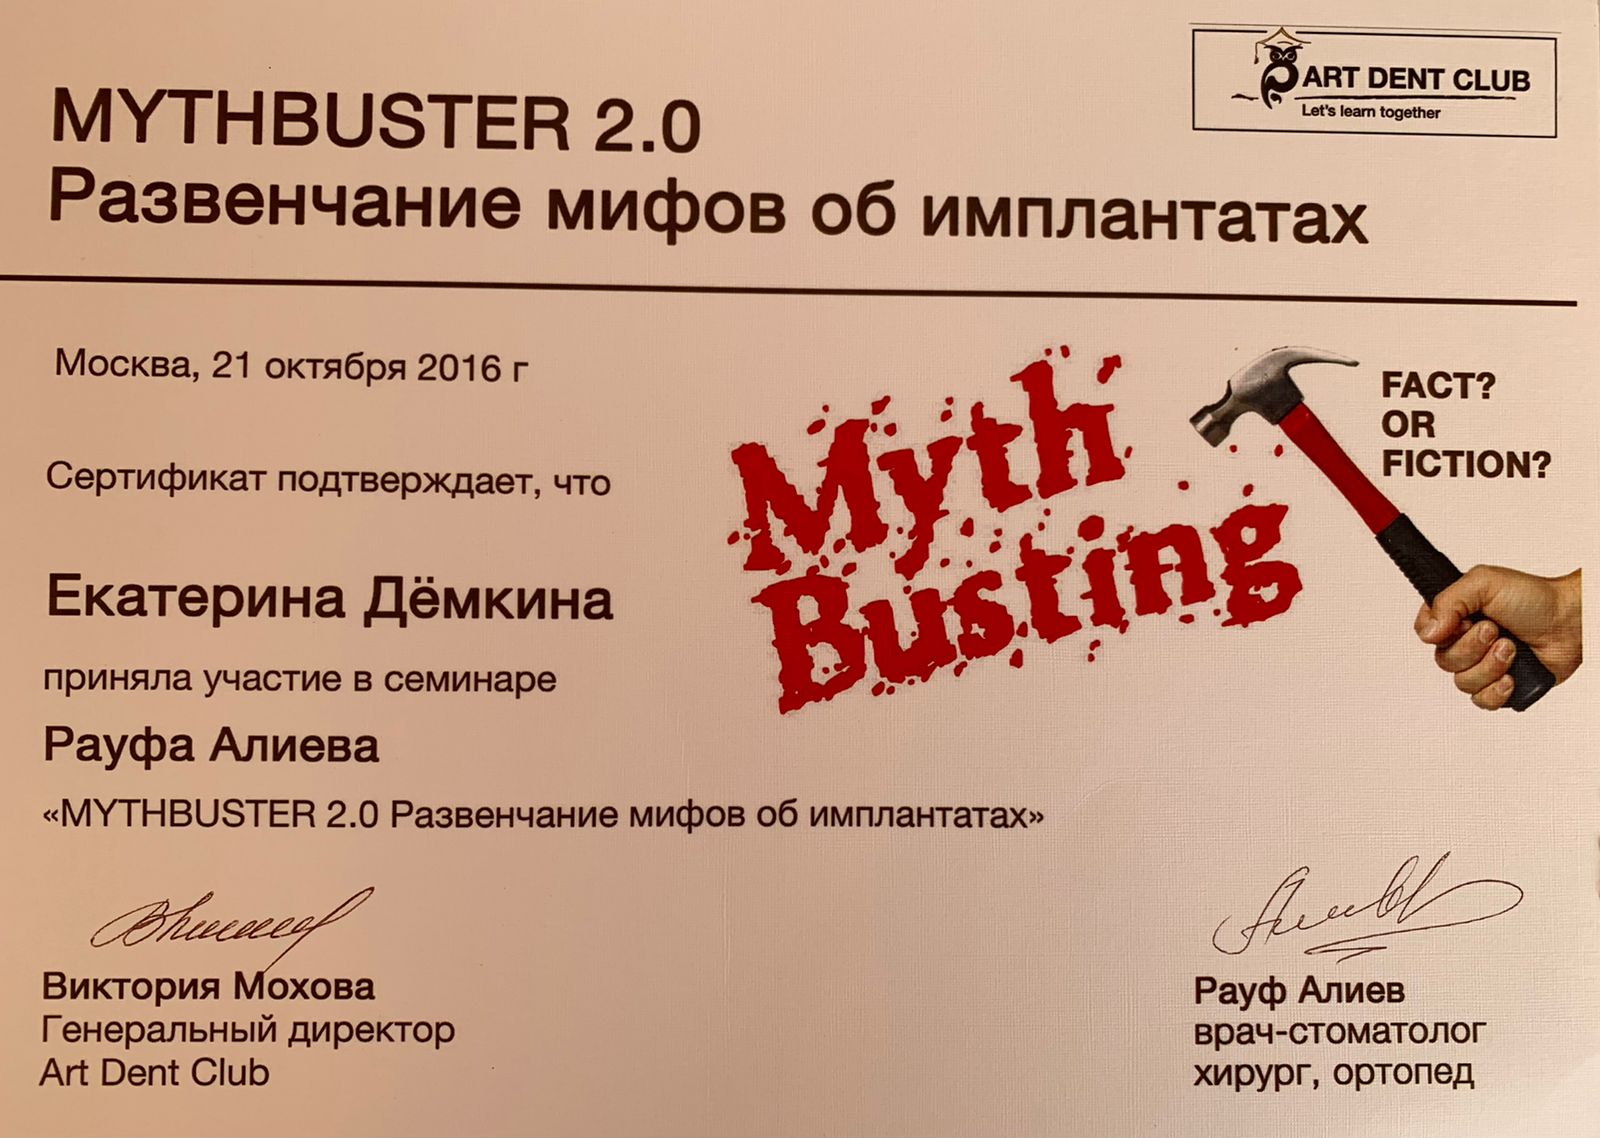 ART DENT CLUB
Let's learn together
MYTHBUSTER 2.0
Развенчание мифов об имплантатах
Москва, 21 октября 2016 г
Сертификат подтверждает, что
Екатерина Дёмкина
приняла участие в семинаре
Рауфа Алиева
«MYTHBUSTER 2.0 Развенчание мифов об имплантатах»
Myth
Busting
FACT?
OR
FICTION?
Виктория Мохова
Генеральный директор
Art Dent Club
Рауф Алиев
врач-стоматолог
хирург, ортопед